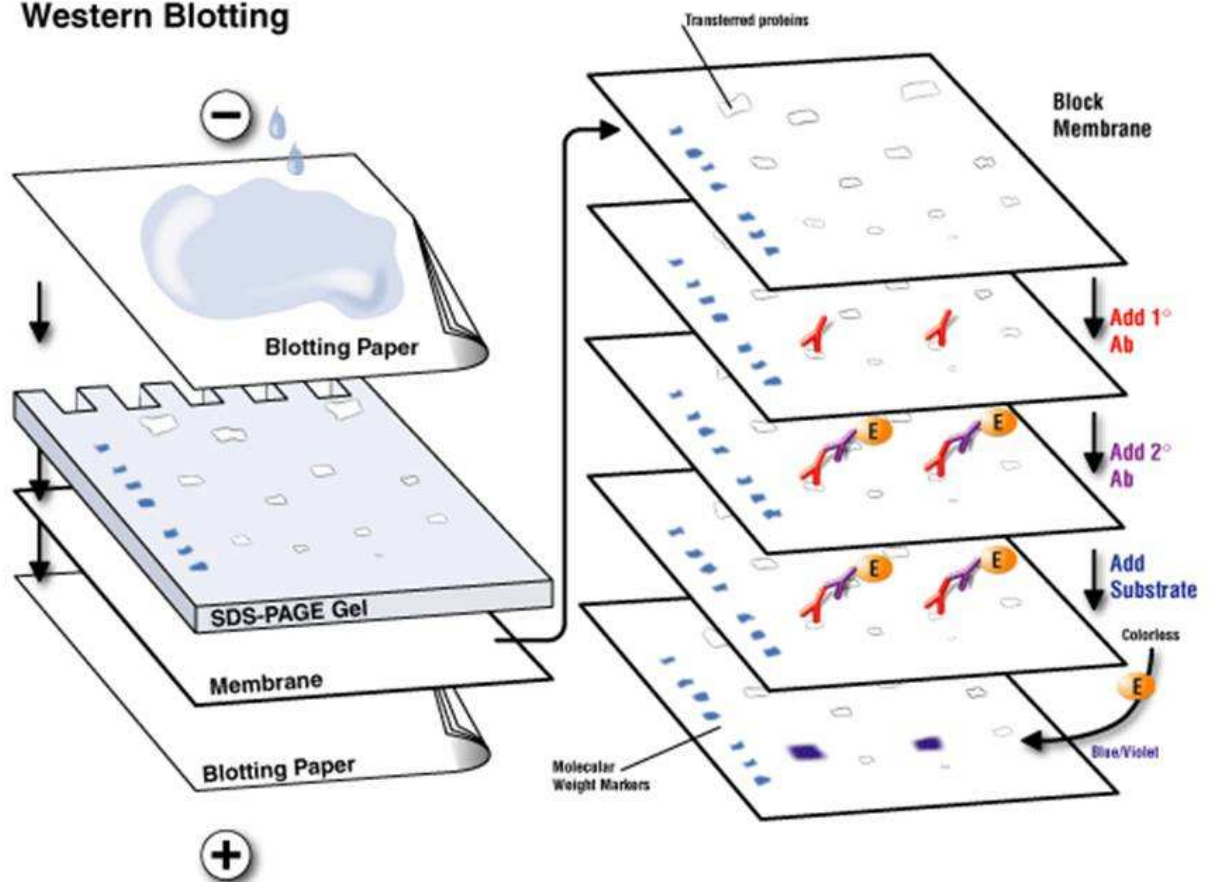 Western Blotting
−
Blotting Paper
SDS-PAGE Gel
Membrane
Blotting Paper
+
Transferred proteins
Block
Membrane
Add 1°
Ab
E
E
Add 2°
Ab
E
E
Add
Substrate
Colorless
E
Blue/Violet
Molecular
Weight Markers